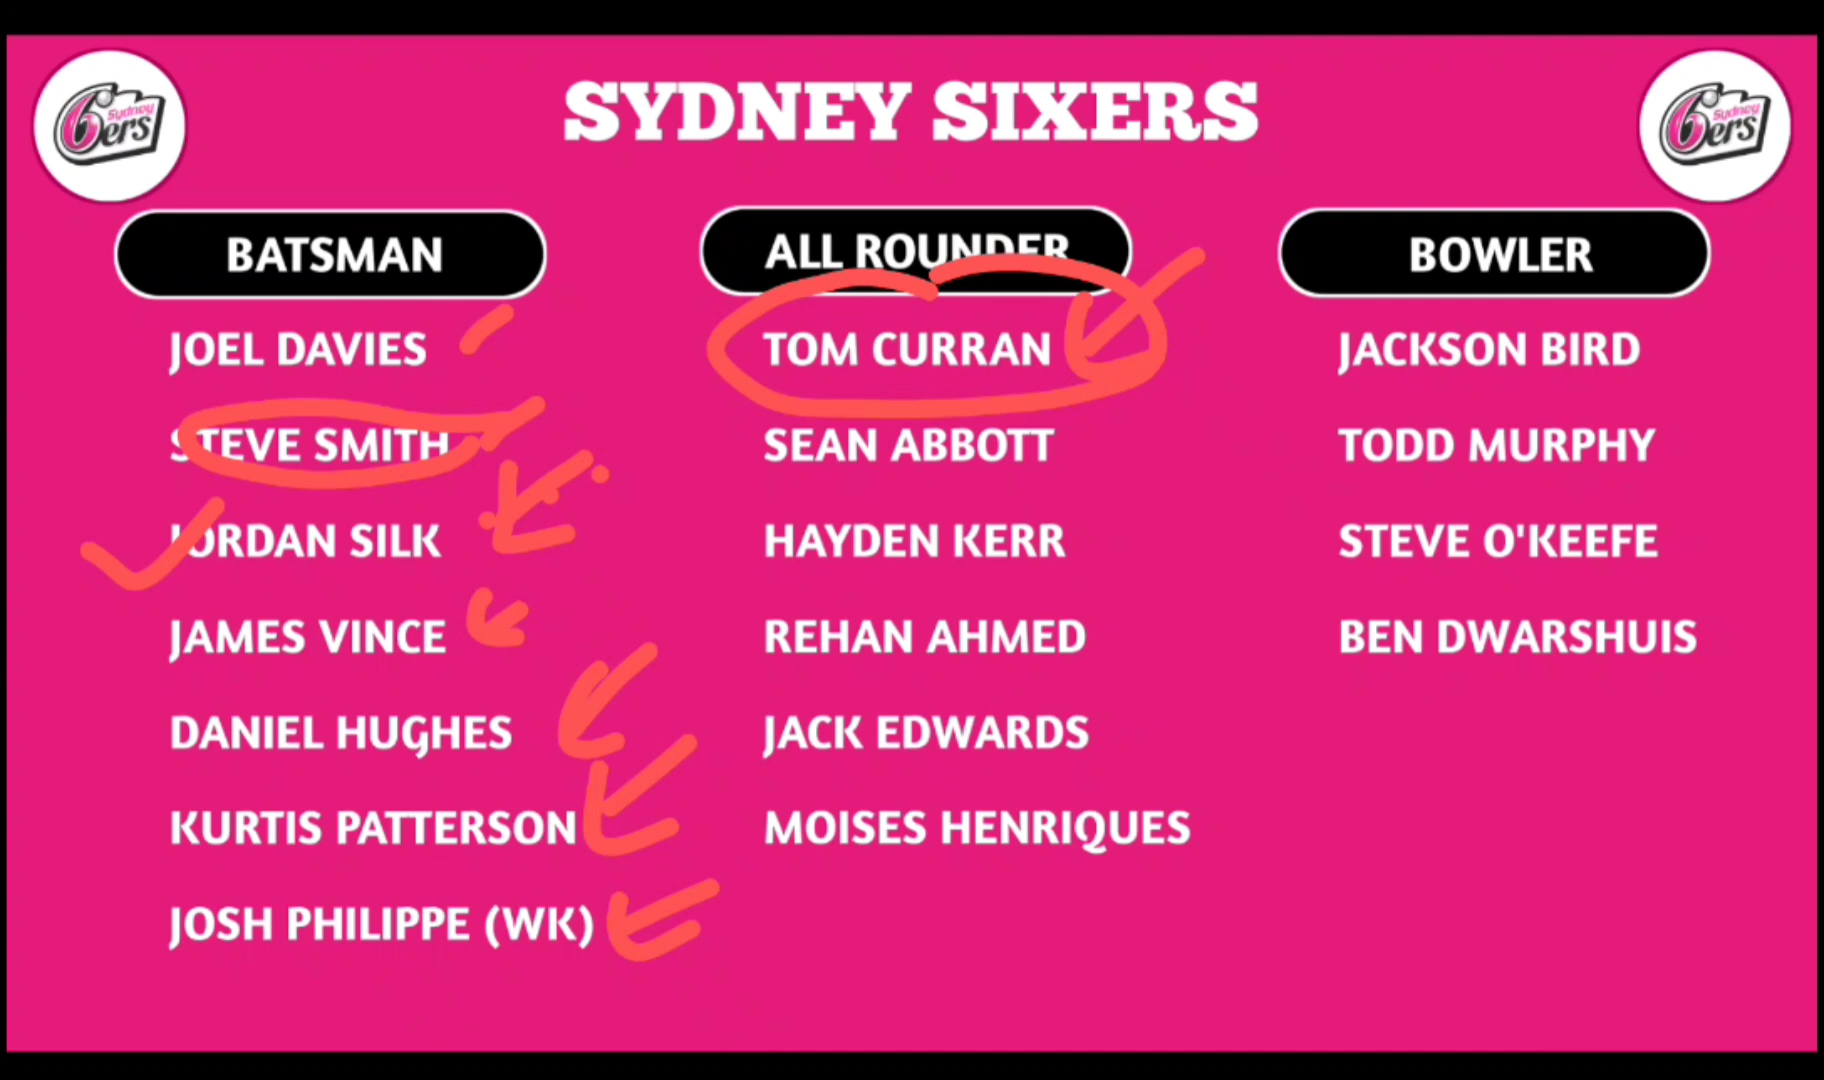 6ers Sydney
SYDNEY SIXERS
6ers Sydney
BATSMAN
JOEL DAVIES
STEVE SMITH
JORDAN SILK
JAMES VINCE
DANIEL HUGHES
KURTIS PATTERSON
JOSH PHILIPPE (WK)
ALL ROUNDER
TOM CURRAN
SEAN ABBOTT
HAYDEN KERR
REHAN AHMED
JACK EDWARDS
MOISES HENRIQUES
BOWLER
JACKSON BIRD
TODD MURPHY
STEVE O'KEEFE
BEN DWARSHUIS